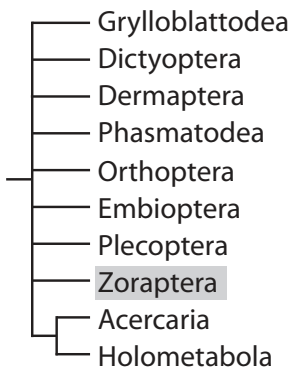 Grylloblattodea
Dictyoptera
Dermaptera
Phasmatodea
Orthoptera
Embioptera
Plecoptera
Zoraptera
Acercaria
Holometabola